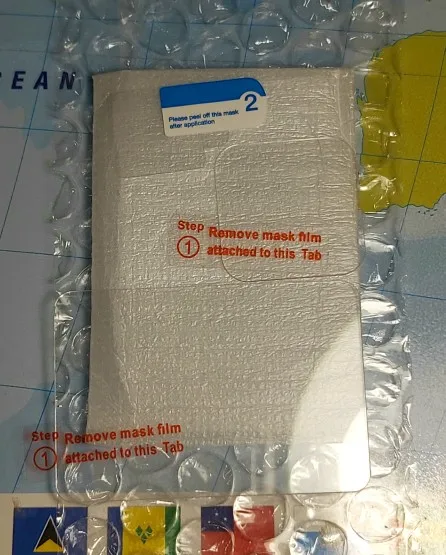 EAN
2
Please peel off this mask
after application
Step Remove mask film
1 attached to this Tab
Step Remove mask film
1 attached to this Tab